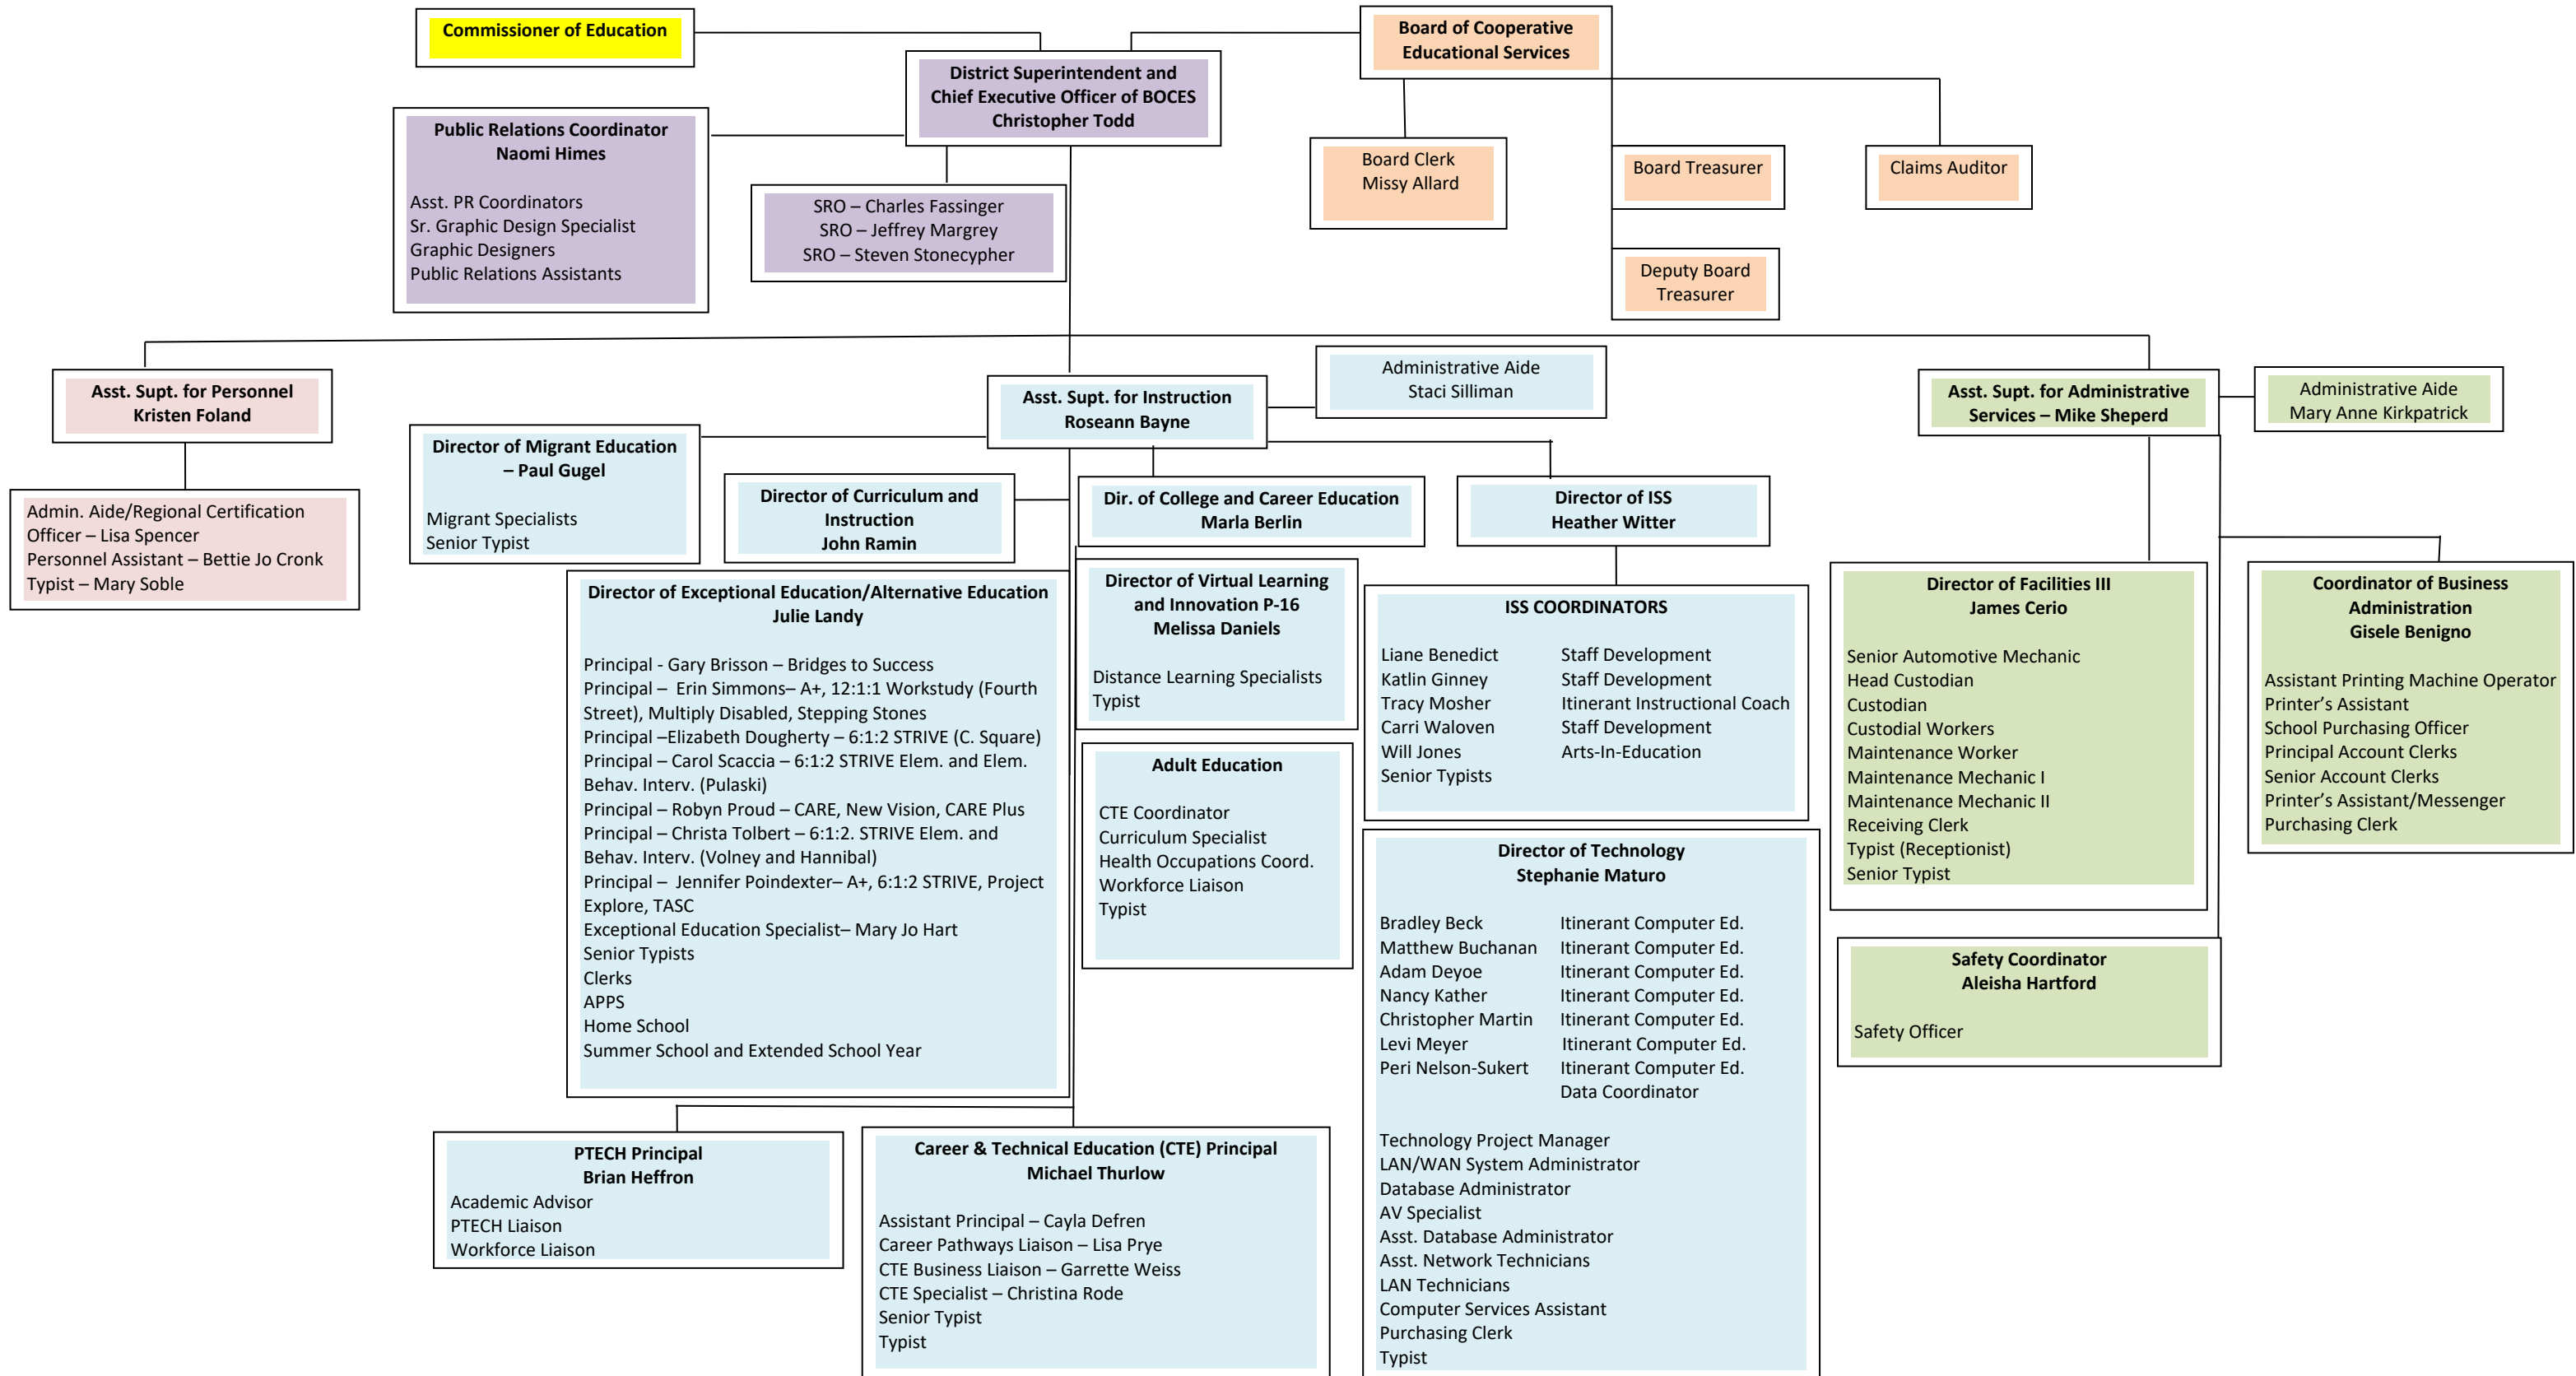 Commissioner of Education
Board of Cooperative
Educational Services
District Superintendent and
Chief Executive Officer of BOCES
Christopher Todd
Public Relations Coordinator
Naomi Himes
Asst. PR Coordinators
Sr. Graphic Design Specialist
Graphic Designers
Public Relations Assistants
SRO – Charles Fassinger
SRO – Jeffrey Margrey
SRO – Steven Stonecypher
Board Clerk
Missy Allard
Board Treasurer
Claims Auditor
Deputy Board
Treasurer
Asst. Supt. for Personnel
Kristen Foland
Admin. Aide/Regional Certification
Officer – Lisa Spencer
Personnel Assistant – Bettie Jo Cronk
Typist – Mary Soble
Asst. Supt. for Instruction
Roseann Bayne
Administrative Aide
Staci Silliman
Asst. Supt. for Administrative
Services – Mike Sheperd
Administrative Aide
Mary Anne Kirkpatrick
Director of Migrant Education
– Paul Gugel
Migrant Specialists
Senior Typist
Director of Curriculum and
Instruction
John Ramin
Dir. of College and Career Education
Marla Berlin
Director of ISS
Heather Witter
Director of Exceptional Education/Alternative Education
Julie Landy
Principal - Gary Brisson – Bridges to Success
Principal – Erin Simmons– A+, 12:1:1 Workstudy (Fourth
Street), Multiply Disabled, Stepping Stones
Principal –Elizabeth Dougherty – 6:1:2 STRIVE (C. Square)
Principal – Carol Scaccia – 6:1:2 STRIVE Elem. and Elem.
Behav. Interv. (Pulaski)
Principal – Robyn Proud – CARE, New Vision, CARE Plus
Principal – Christa Tolbert – 6:1:2. STRIVE Elem. and
Behav. Interv. (Volney and Hannibal)
Principal – Jennifer Poindexter– A+, 6:1:2 STRIVE, Project
Explore, TASC
Exceptional Education Specialist– Mary Jo Hart
Senior Typists
Clerks
APPS
Home School
Summer School and Extended School Year
Director of Virtual Learning
and Innovation P-16
Melissa Daniels
Distance Learning Specialists
Typist
Adult Education
CTE Coordinator
Curriculum Specialist
Health Occupations Coord.
Workforce Liaison
Typist
ISS COORDINATORS
Liane Benedict Staff Development
Katlin Ginney Staff Development
Tracy Mosher Itinerant Instructional Coach
Carri Waloven Staff Development
Will Jones Arts-In-Education
Senior Typists
Director of Technology
Stephanie Maturo
Bradley Beck Itinerant Computer Ed.
Matthew Buchanan Itinerant Computer Ed.
Adam Deyoe Itinerant Computer Ed.
Nancy Kather Itinerant Computer Ed.
Christopher Martin Itinerant Computer Ed.
Levi Meyer Itinerant Computer Ed.
Peri Nelson-Sukert Itinerant Computer Ed.
Data Coordinator
Technology Project Manager
LAN/WAN System Administrator
Database Administrator
AV Specialist
Asst. Database Administrator
Asst. Network Technicians
LAN Technicians
Computer Services Assistant
Purchasing Clerk
Typist
Director of Facilities III
James Cerio
Senior Automotive Mechanic
Head Custodian
Custodian
Custodial Workers
Maintenance Worker
Maintenance Mechanic I
Maintenance Mechanic II
Receiving Clerk
Typist (Receptionist)
Senior Typist
Coordinator of Business
Administration
Gisele Benigno
Assistant Printing Machine Operator
Printer’s Assistant
School Purchasing Officer
Principal Account Clerks
Senior Account Clerks
Printer’s Assistant/Messenger
Purchasing Clerk
Safety Coordinator
Aleisha Hartford
Safety Officer
PTECH Principal
Brian Heffron
Academic Advisor
PTECH Liaison
Workforce Liaison
Career & Technical Education (CTE) Principal
Michael Thurlow
Assistant Principal – Cayla Defren
Career Pathways Liaison – Lisa Prye
CTE Business Liaison – Garrette Weiss
CTE Specialist – Christina Rode
Senior Typist
Typist